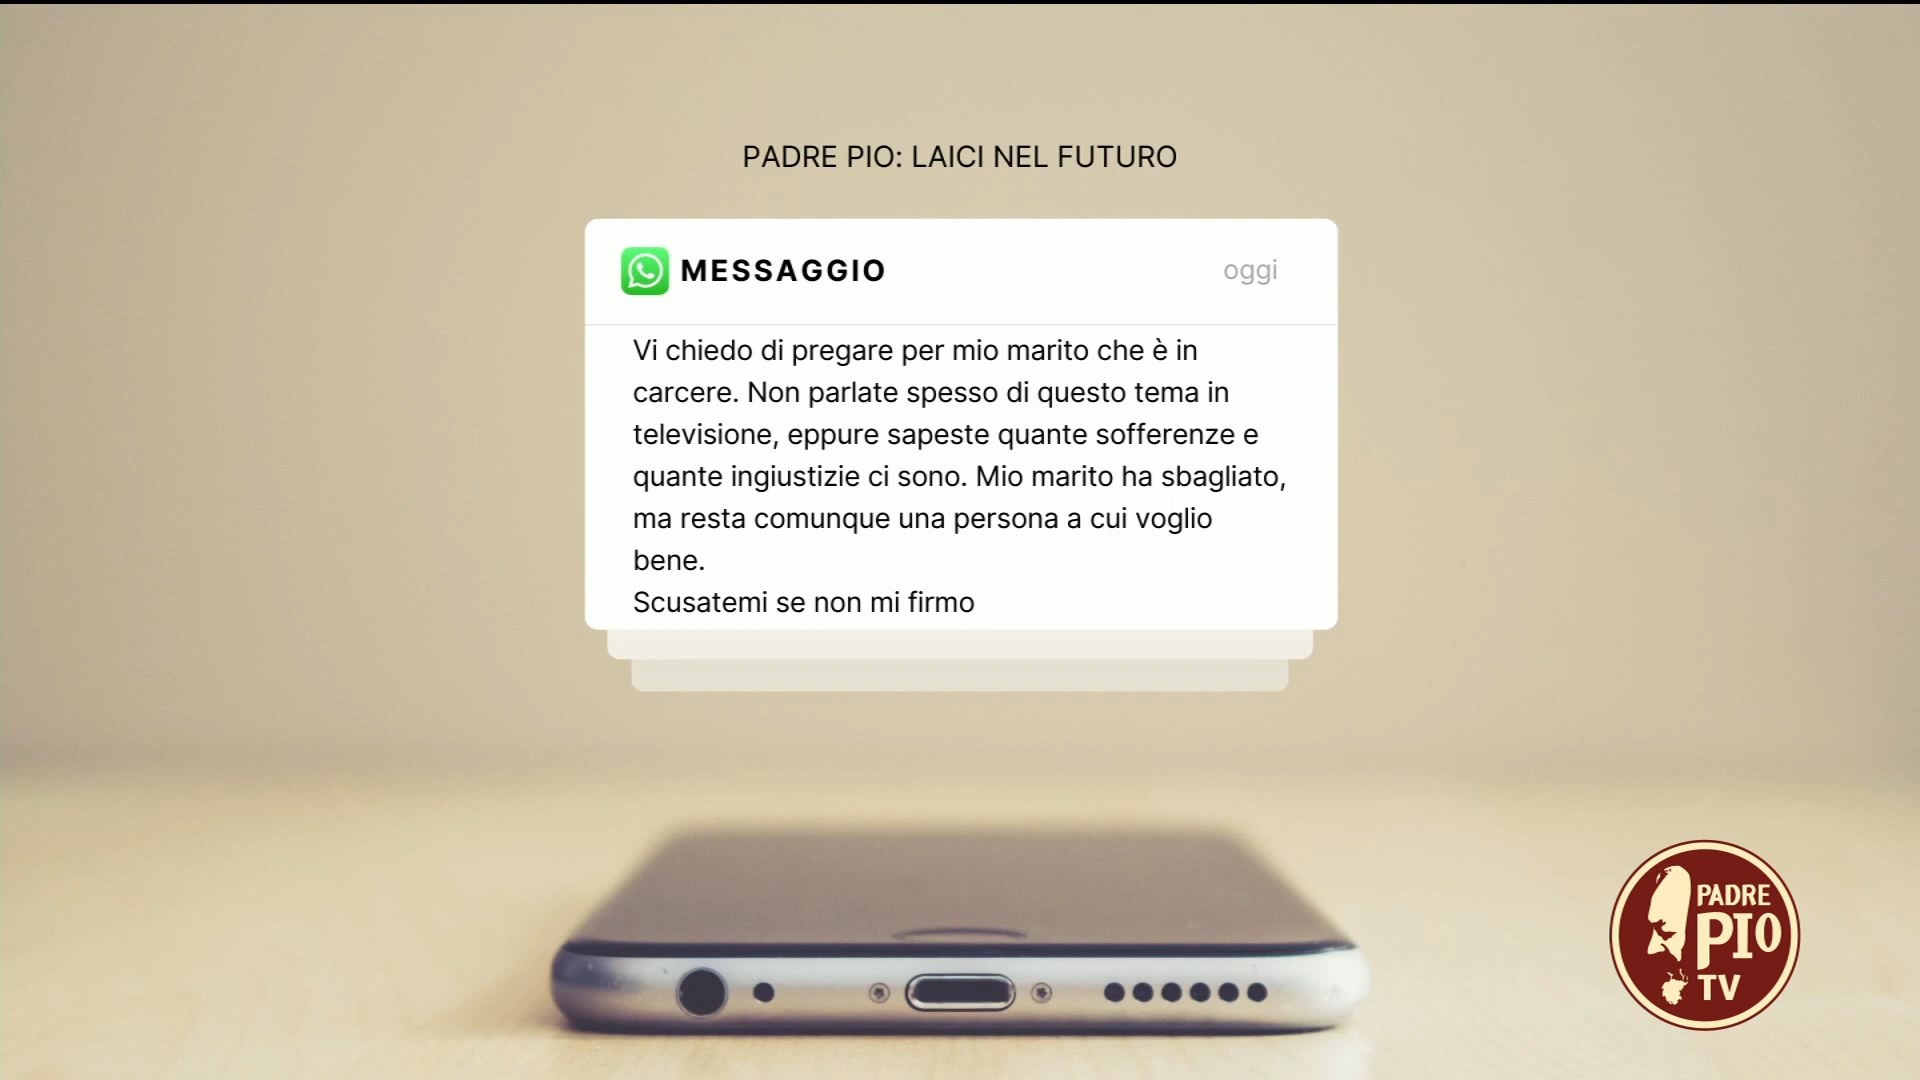 PADRE PIO: LAICI NEL FUTURO
MESSAGGIO
oggi
Vi chiedo di pregare per mio marito che è in
carcere. Non parlate spesso di questo tema in
televisione, eppure sapeste quante sofferenze e
quante ingiustizie ci sono. Mio marito ha sbagliato,
ma resta comunque una persona a cui voglio
bene.
Scusatemi se non mi firmo
PADRE
PIO
TV